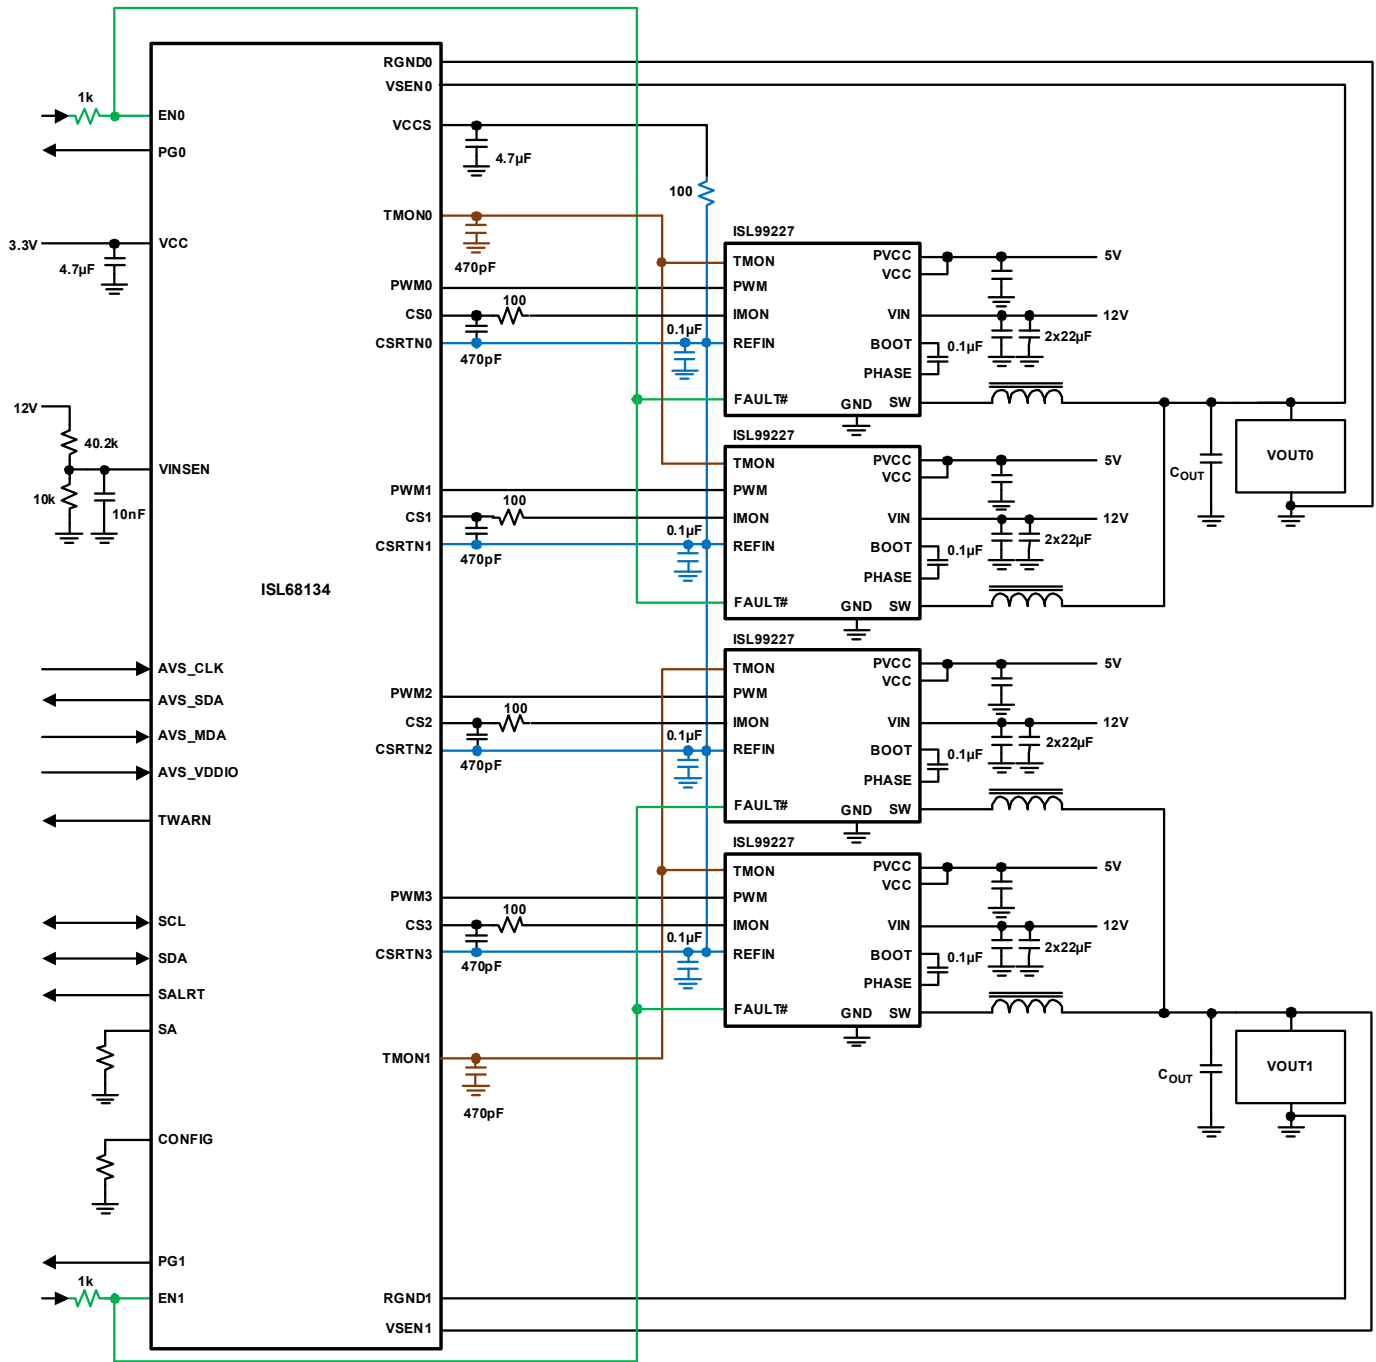 RGND0
VSEN0
1k
EN0
VCCS
PG0
4.7µF
100
TMON0
ISL99227
3.3V
VCC
4.7µF
470pF
TMON
PVCC
VCC
5V
PWM0
PWM
CS0
100
IMON
VIN
12V
CSRTN0
470pF
0.1µF
REFIN
BOOT
0.1µF
2x22µF
PHASE
FAULT#
GND
SW
12V
40.2k
VINSEN
10k
10nF
ISL99227
TMON
PVCC
VCC
5V
COUT
VOUT0
PWM1
PWM
CS1
100
IMON
VIN
12V
CSRTN1
470pF
0.1µF
REFIN
BOOT
0.1µF
2x22µF
PHASE
ISL68134
FAULT#
GND
SW
ISL99227
AVS_CLK
TMON
PVCC
VCC
5V
AVS_SDA
PWM2
PWM
AVS_MDA
CS2
100
IMON
VIN
12V
CSRTN2
470pF
0.1µF
REFIN
BOOT
0.1µF
2x22µF
AVS_VDDIO
PHASE
TWARN
FAULT#
GND
SW
ISL99227
TMON
PVCC
VCC
5V
PWM3
PWM
SCL
CS3
100
IMON
VIN
12V
CSRTN3
470pF
0.1µF
REFIN
BOOT
0.1µF
2x22µF
SDA
PHASE
SALRT
FAULT#
GND
SW
SA
TMON1
470pF
COUT
VOUT1
CONFIG
PG1
1k
EN1
RGND1
VSEN1